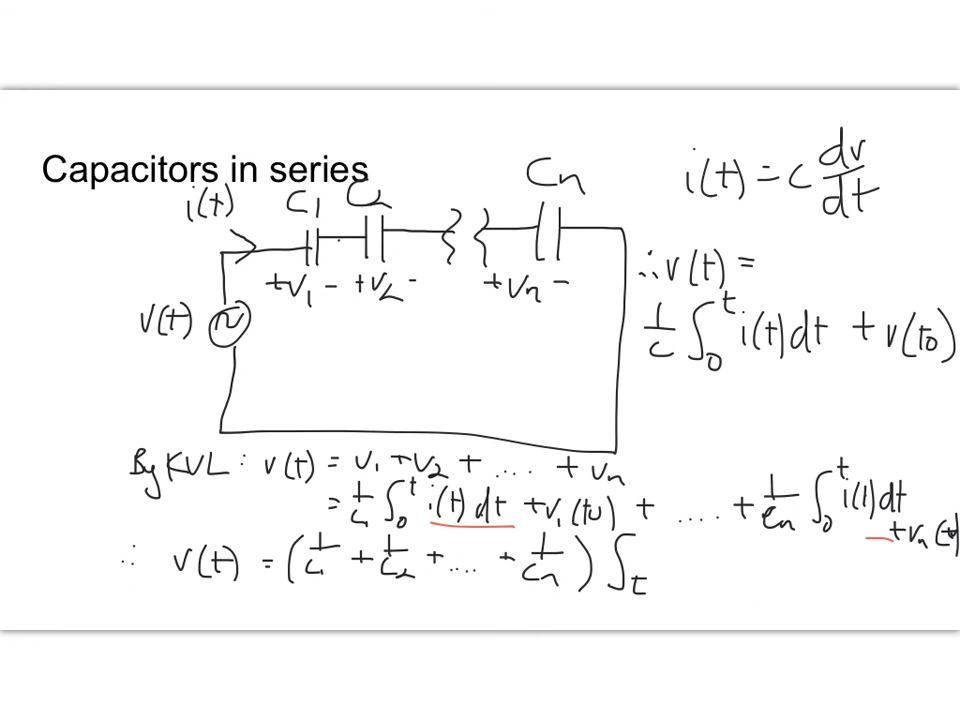 Capacitors in series
i(t) C1 C2 Cn
i(t) = C dv/dt
+V1 - +V2 - +Vn -
V(t)
∴ v(t) =
1/C ∫0^t i(t) dt + v(t0)
By KVL: v(t) = v1 + v2 + .... + vn
= 1/C1 ∫0^t i(t) dt + v1(t0) + .... + 1/Cn ∫0^t i(t) dt
+ vn(t0)
∴ v(t) = (1/C1 + 1/C2 + .... + 1/Cn) ∫t